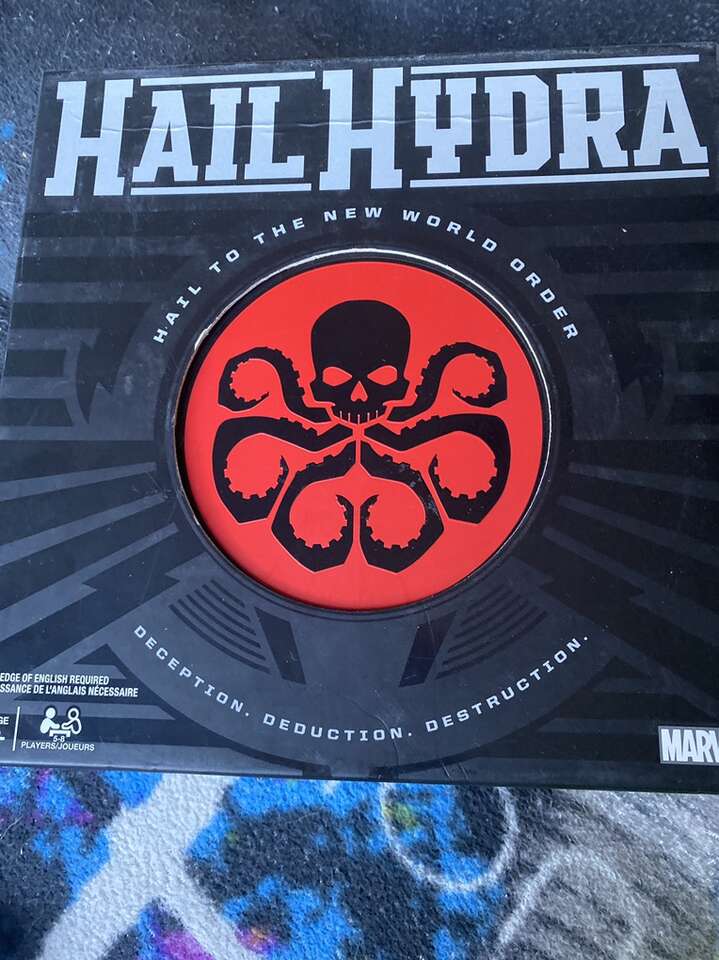 HAIL HYDRA
HAIL TO THE NEW WORLD ORDER
DECEPTION. DEDUCTION. DESTRUCTION.
EDGE OF ENGLISH REQUIRED
SSANCE DE L'ANGLAIS NÉCESSAIRE
GE
5-8
PLAYERS/JOUEURS
MARV